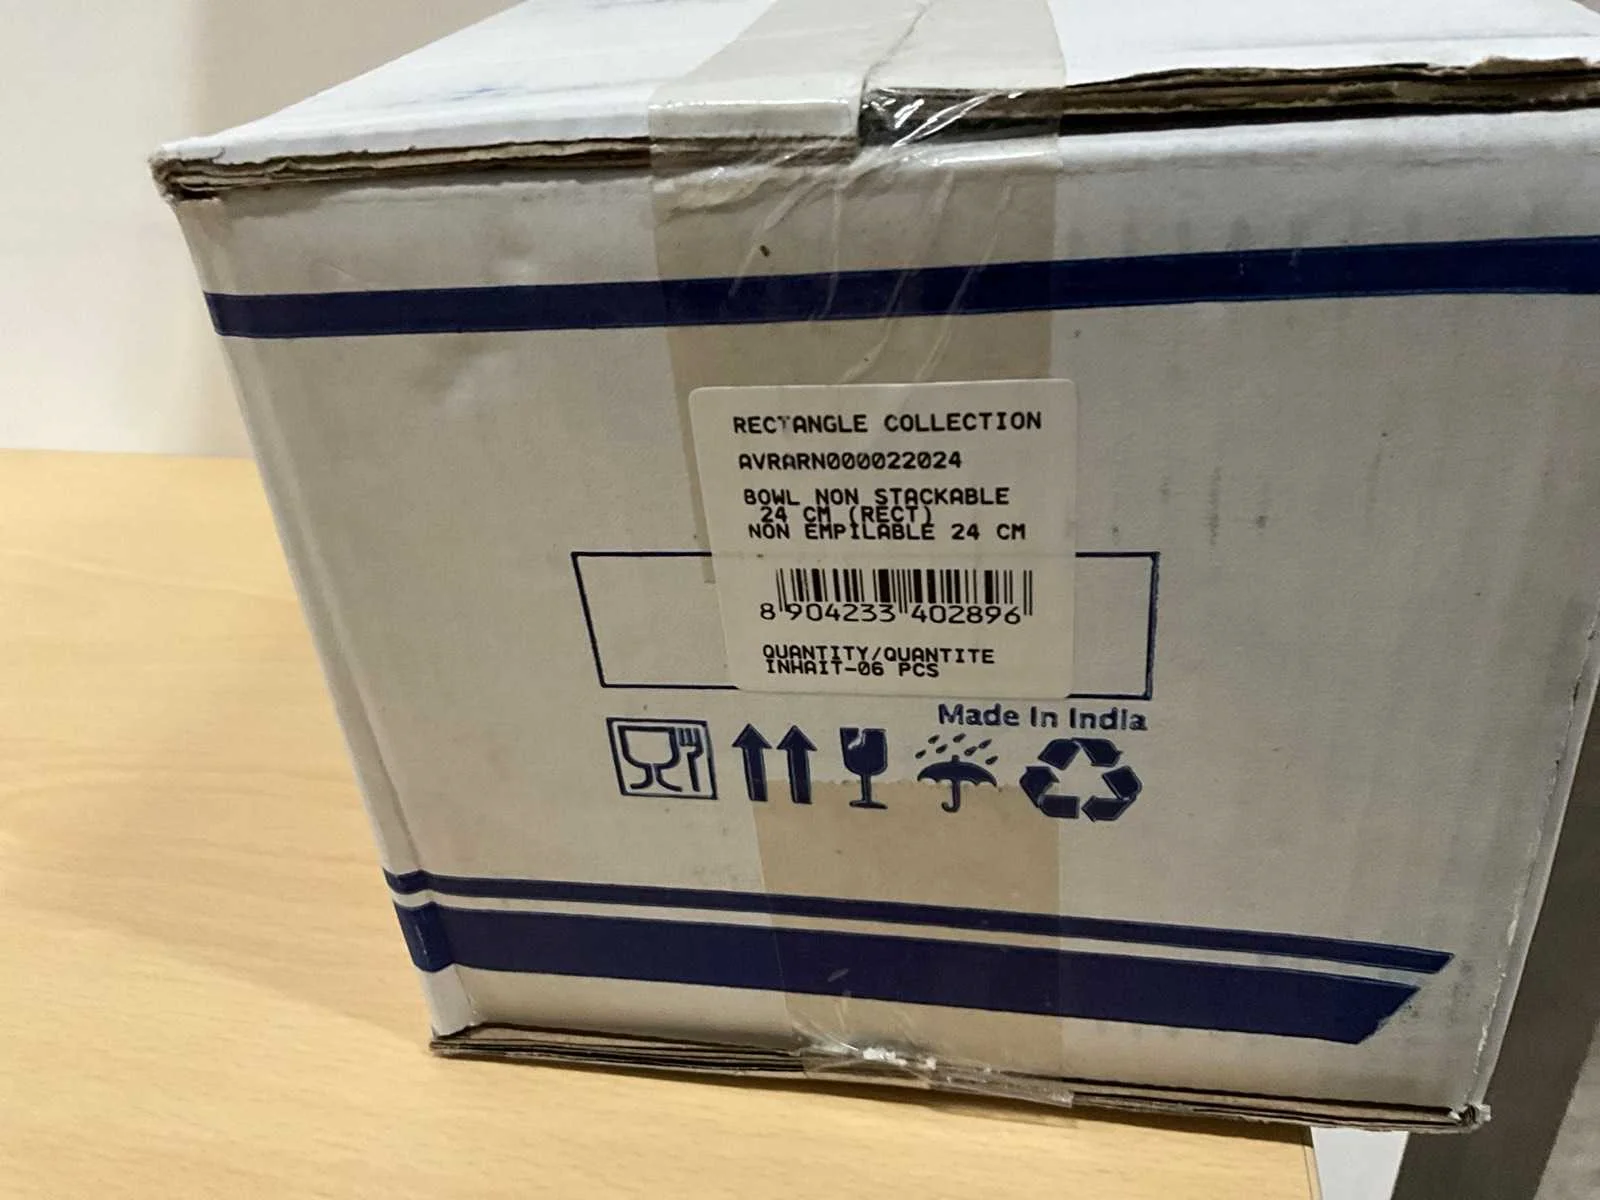 RECTANGLE COLLECTION
AVRARN000022024
BOWL NON STACKABLE
24 CM (RECT)
NON EMPILABLE 24 CM
8 904233 402896
QUANTITY/QUANTITE
INHAIT-06 PCS
Made In India